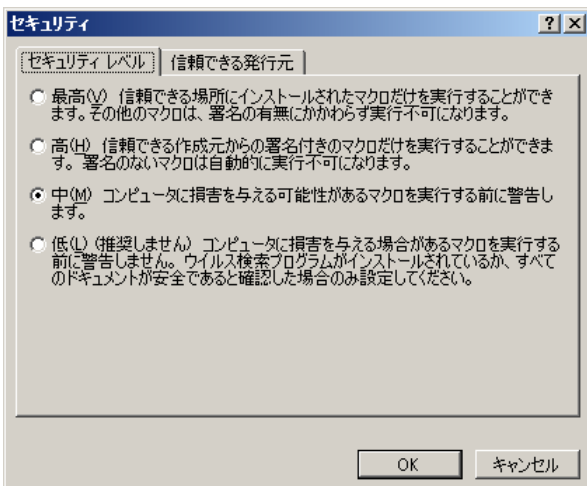 セキュリティ
セキュリティ レベル 信頼できる発行元
最高(V) 信頼できる場所にインストールされたマクロだけを実行することができ
ます。その他のマクロは、署名の有無にかかわらず実行不可になります。
高(H) 信頼できる作成元からの署名付きのマクロだけを実行することができま
す。 署名のないマクロは自動的に実行不可になります。
中(M) コンピュータに損害を与える可能性があるマクロを実行する前に警告し
ます。
低(L) (推奨しません) コンピュータに損害を与える場合があるマクロを実行する
前に警告しません。ウイルス検索プログラムがインストールされているか、すべて
のドキュメントが安全であると確認した場合のみ設定してください。
OK キャンセル